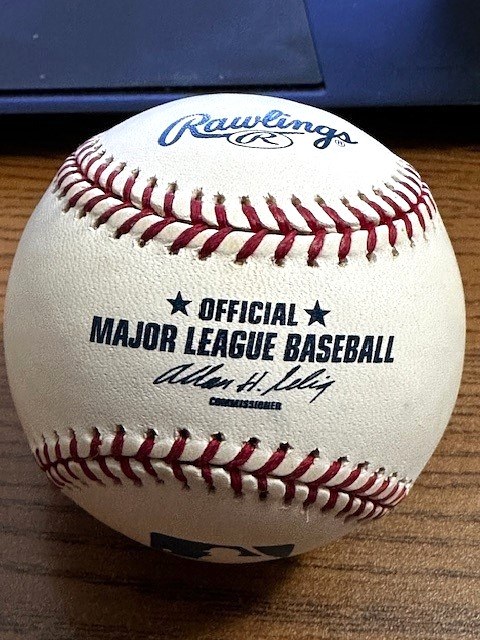 Rawlings®
R
★ OFFICIAL ★
MAJOR LEAGUE BASEBALL
Allan H. Selig
COMMISSIONER